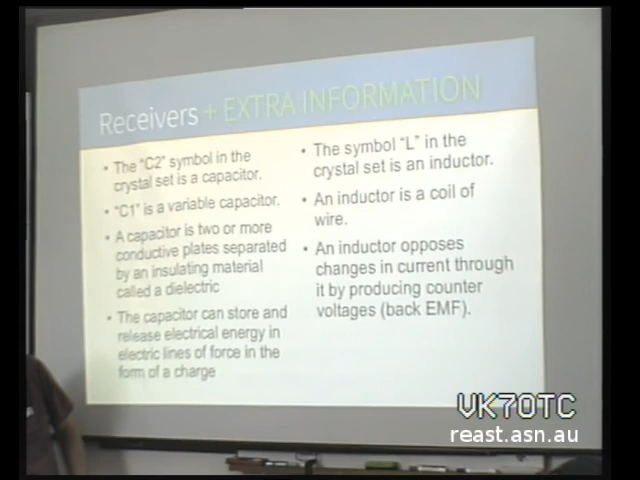 Receivers + EXTRA INFORMATION
• The “C2” symbol in the
crystal set is a capacitor.
• “C1” is a variable capacitor.
• A capacitor is two or more
conductive plates separated
by an insulating material
called a dielectric
• The capacitor can store and
release electrical energy in
electric lines of force in the
form of a charge
• The symbol “L” in the
crystal set is an inductor.
• An inductor is a coil of
wire.
• An inductor opposes
changes in current through
it by producing counter
voltages (back EMF).
VK7OTC
reast.asn.au